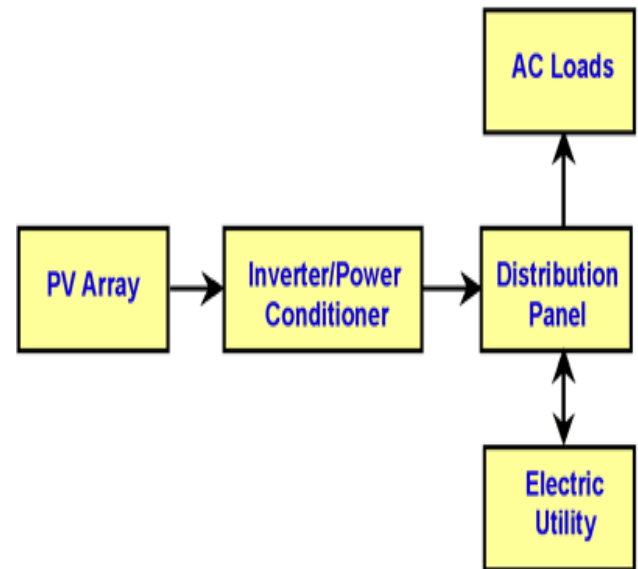 AC Loads
PV Array
Inverter/Power
Conditioner
Distribution
Panel
Electric
Utility